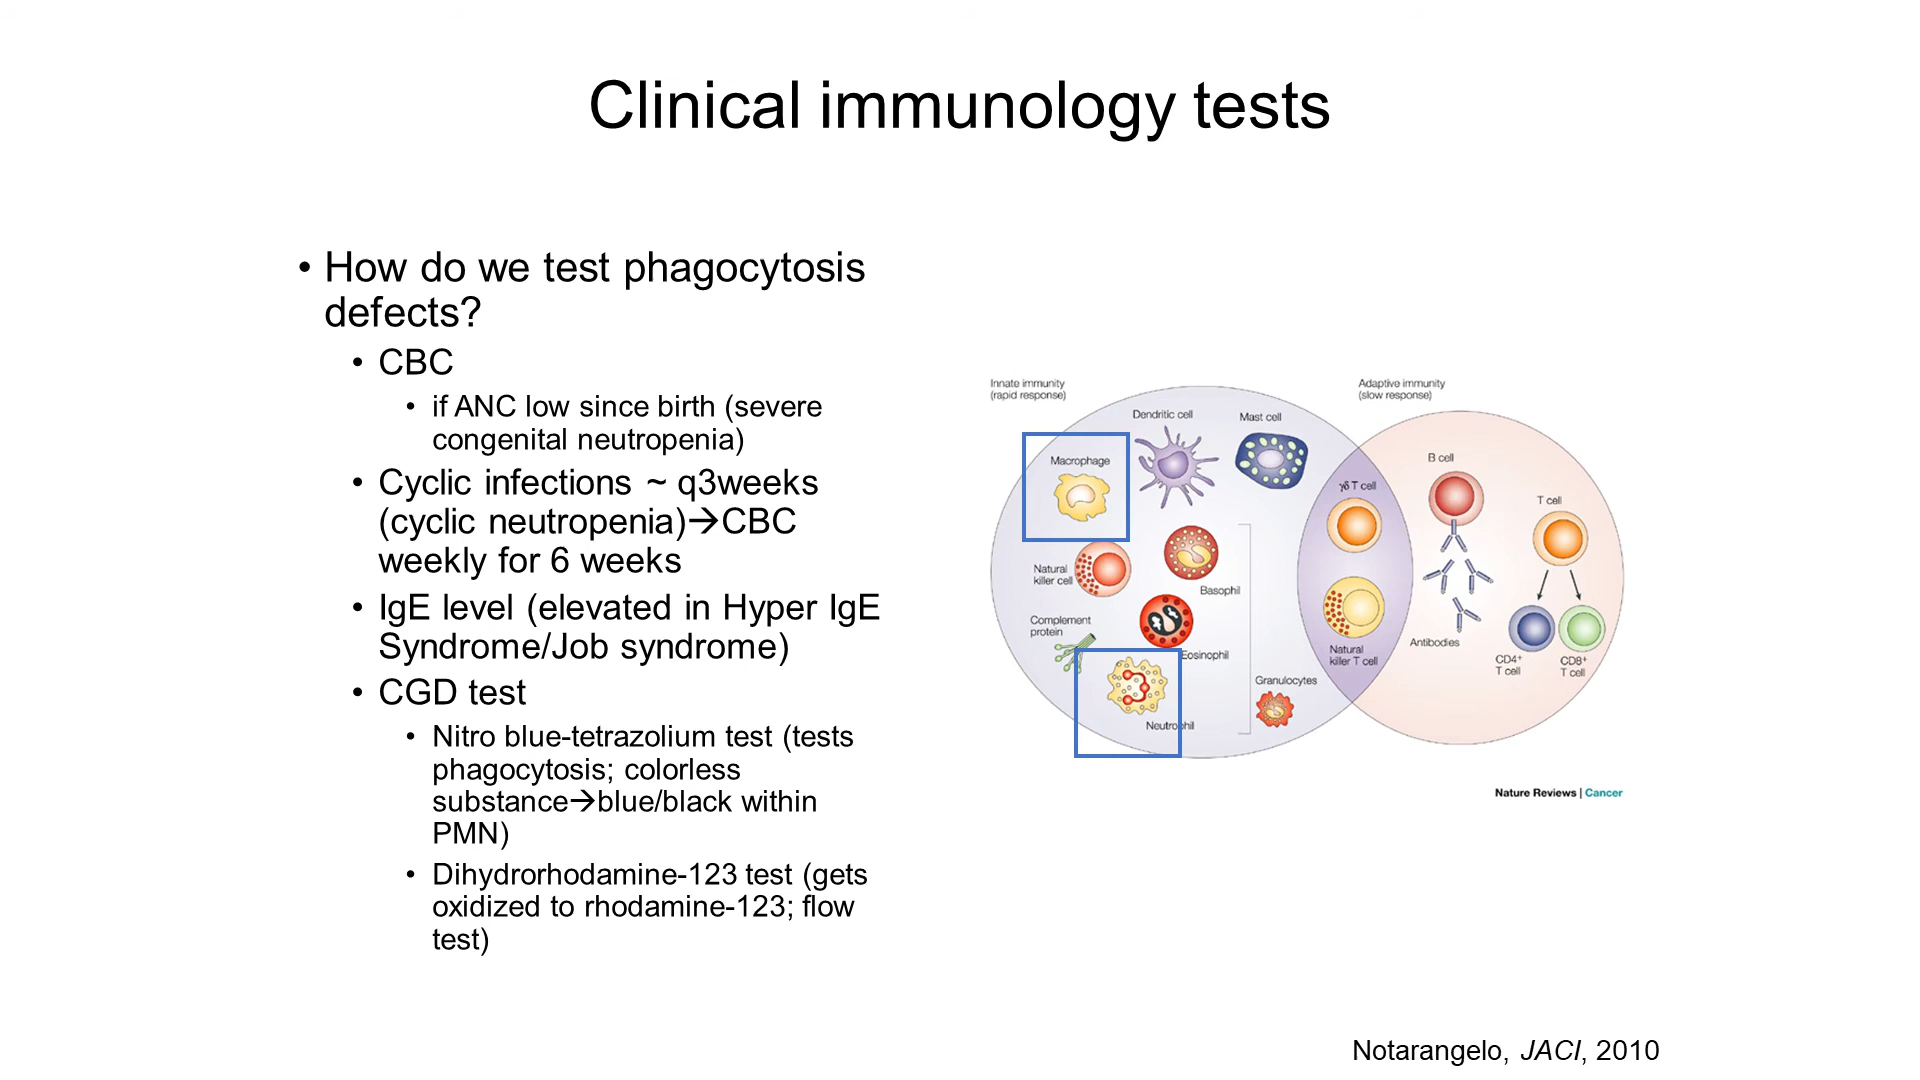 Clinical immunology tests
• How do we test phagocytosis
defects?
• CBC
• if ANC low since birth (severe
congenital neutropenia)
• Cyclic infections ~ q3weeks
(cyclic neutropenia)→CBC
weekly for 6 weeks
• IgE level (elevated in Hyper IgE
Syndrome/Job syndrome)
• CGD test
• Nitro blue-tetrazolium test (tests
phagocytosis; colorless
substance→blue/black within
PMN)
• Dihydrorhodamine-123 test (gets
oxidized to rhodamine-123; flow
test)
Innate immunity
(rapid response)
Adaptive immunity
(slow response)
Dendritic cell
Mast cell
Macrophage
B cell
γδ T cell
T cell
Natural
killer cell
Basophil
Complement
protein
Eosinophil
Antibodies
Natural
killer T cell
CD4⁺
T cell
CD8⁺
T cell
Granulocytes
Neutrophil
Nature Reviews | Cancer
Notarangelo, JACI, 2010